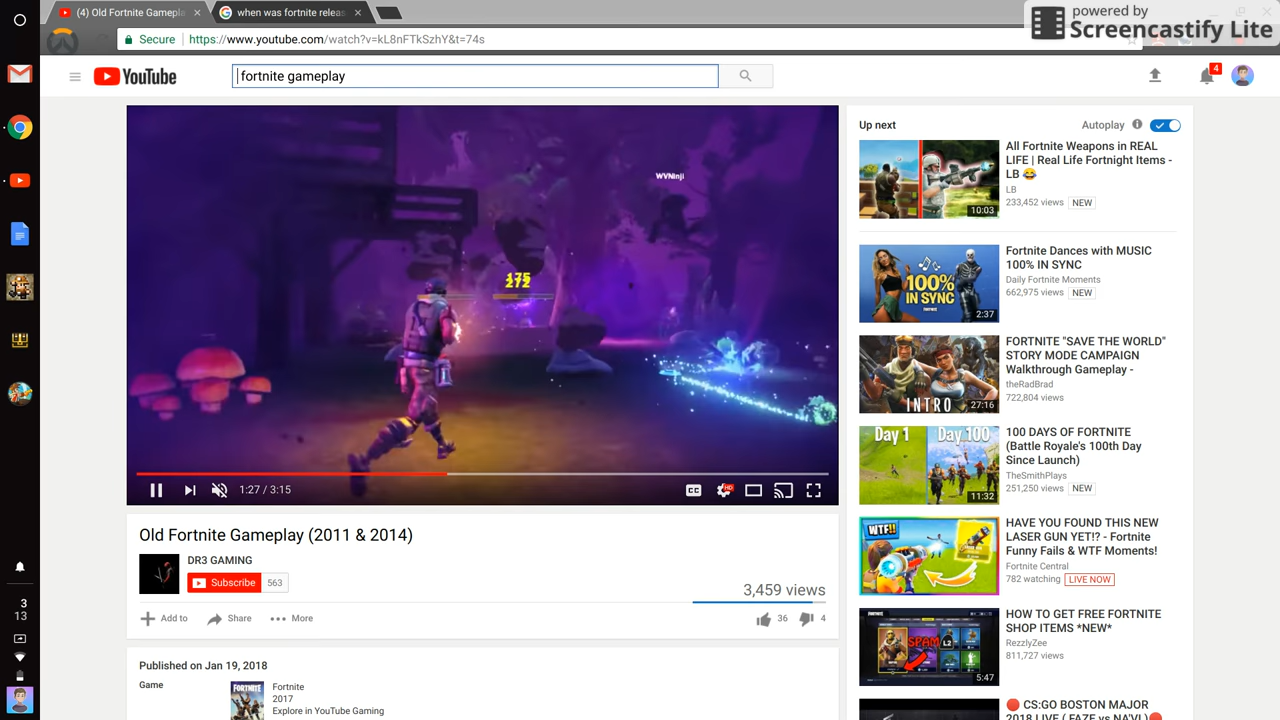 (4) Old Fortnite Gamepla
when was fortnite releas
powered by
Screencastify Lite
Secure
https://www.youtube.com
?v=kL8nFTKSzhY&t=74s
YouTube
fortnite gameplay
4
WVNinji
175
172
1:27 / 3:15
CC
HD
Old Fortnite Gameplay (2011 & 2014)
DR3 GAMING
Subscribe 563
3,459 views
Add to Share More
36 4
Published on Jan 19, 2018
Game
FORTNITE
Fortnite
2017
Explore in YouTube Gaming
Up next
Autoplay
All Fortnite Weapons in REAL
LIFE | Real Life Fortnight Items -
LB 😂
LB
233,452 views NEW
10:03
100%
IN SYNC
2:37
Fortnite Dances with MUSIC
100% IN SYNC
Daily Fortnite Moments
662,975 views NEW
INTRO
27:16
FORTNITE "SAVE THE WORLD"
STORY MODE CAMPAIGN
Walkthrough Gameplay -
theRadBrad
722,804 views
Day 1 Day 100
11:32
100 DAYS OF FORTNITE
(Battle Royale's 100th Day
Since Launch)
TheSmithPlays
251,250 views NEW
WTF!!
HAVE YOU FOUND THIS NEW
LASER GUN YET!? - Fortnite
Funny Fails & WTF Moments!
Fortnite Central
782 watching LIVE NOW
SPAM
L2
5:47
HOW TO GET FREE FORTNITE
SHOP ITEMS *NEW*
RezzlyZee
811,727 views
🔴 CS:GO BOSTON MAJOR
2018 LIVE ( FAZE vs NA'VI )🔴
3
13